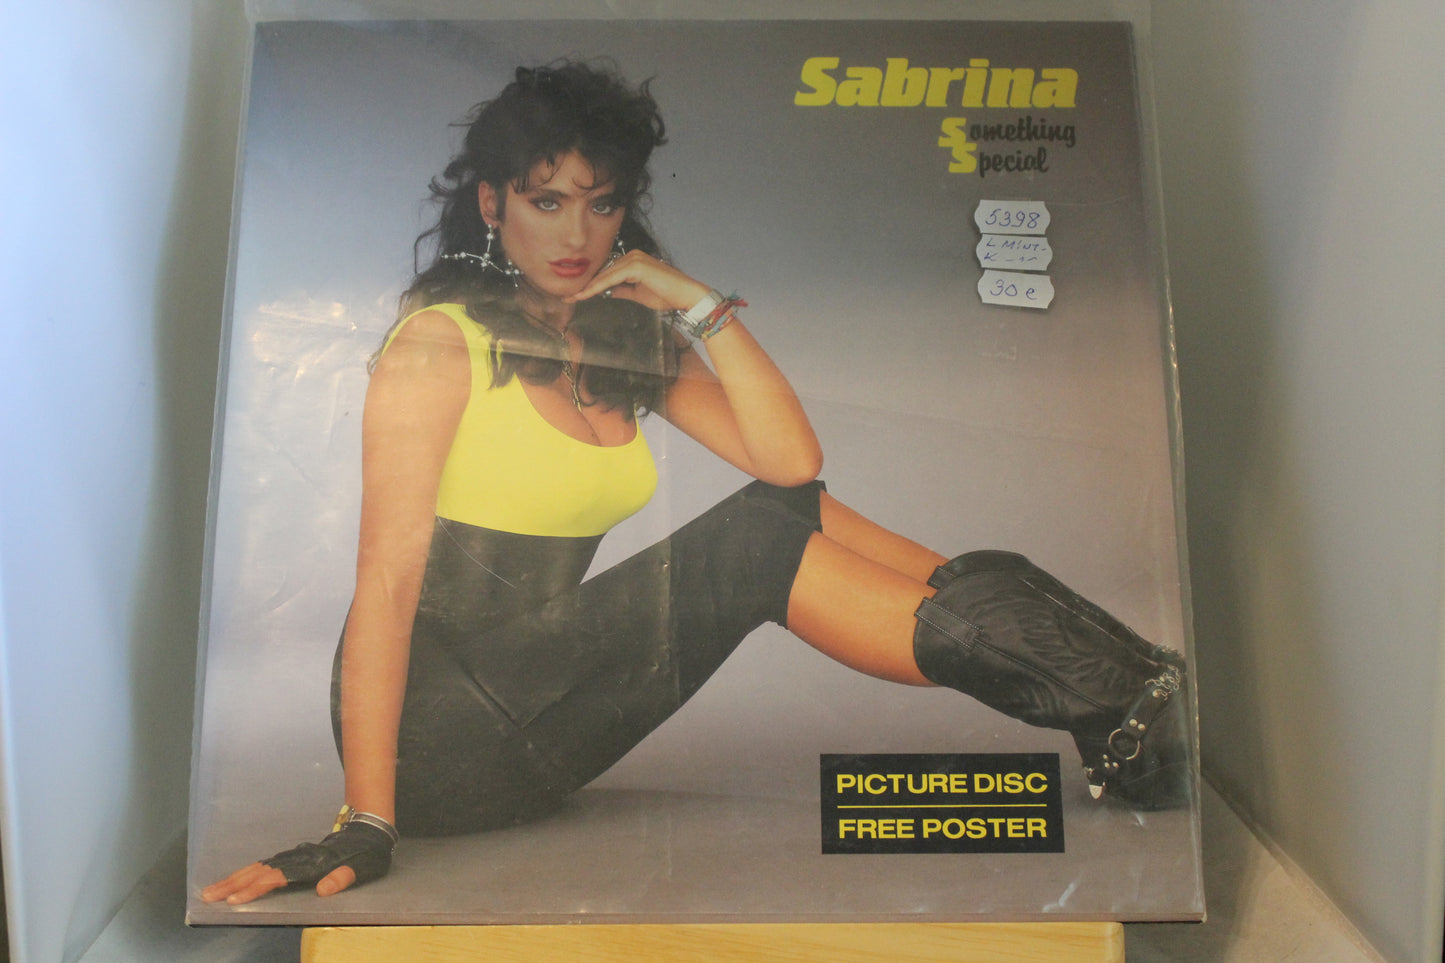 Sabrina
Something
Special
5398
L MINT-
K
30 e
PICTURE DISC
FREE POSTER